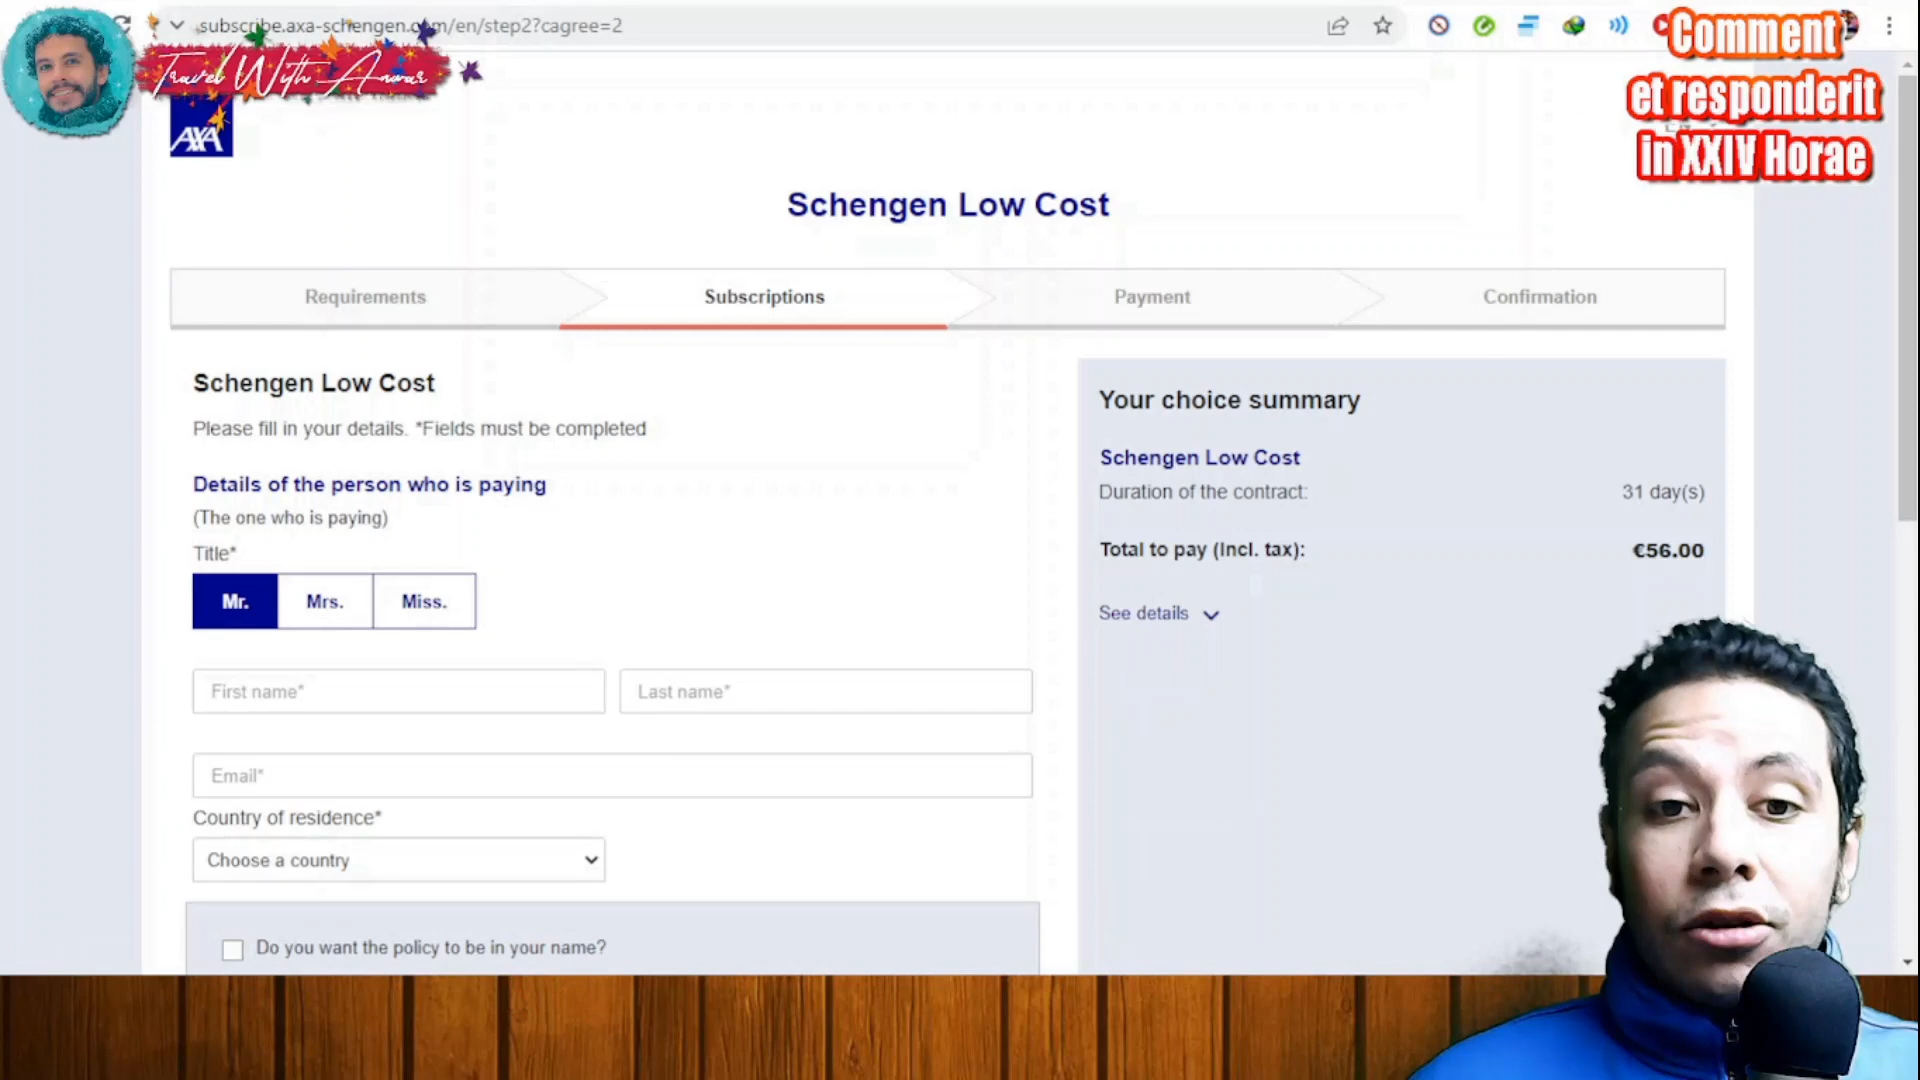 subscribe.axa-schengen.com/en/step2?cagree=2
Travel With Anwar
Comment
et responderit
in XXIV Horae
AXA
Schengen Low Cost
Requirements
Subscriptions
Payment
Confirmation
Schengen Low Cost
Please fill in your details. *Fields must be completed
Details of the person who is paying
(The one who is paying)
Title*
Mr.
Mrs.
Miss.
First name*
Last name*
Email*
Country of residence*
Choose a country
Do you want the policy to be in your name?
Your choice summary
Schengen Low Cost
Duration of the contract: 31 day(s)
Total to pay (Incl. tax): €56.00
See details